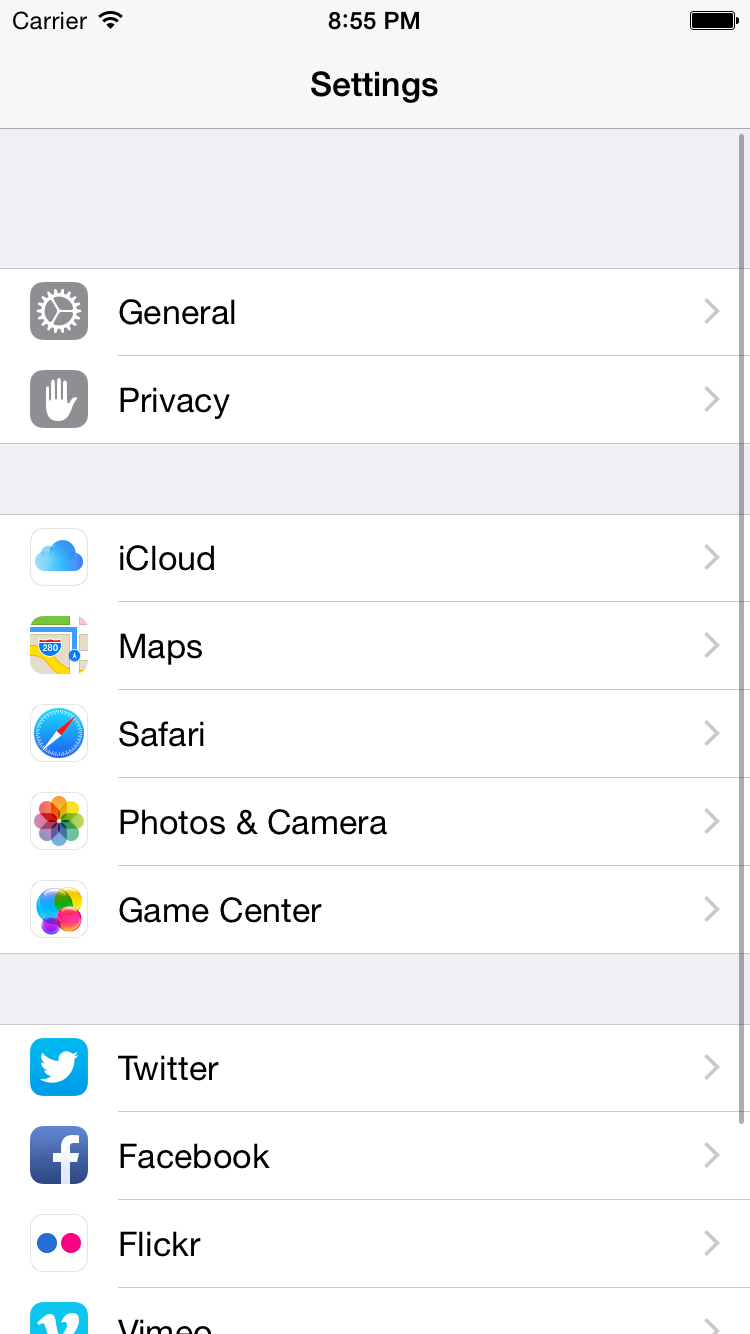 Carrier 8:55 PM
Settings
General
Privacy
iCloud
280
Maps
Safari
Photos & Camera
Game Center
Twitter
Facebook
Flickr
Vimeo